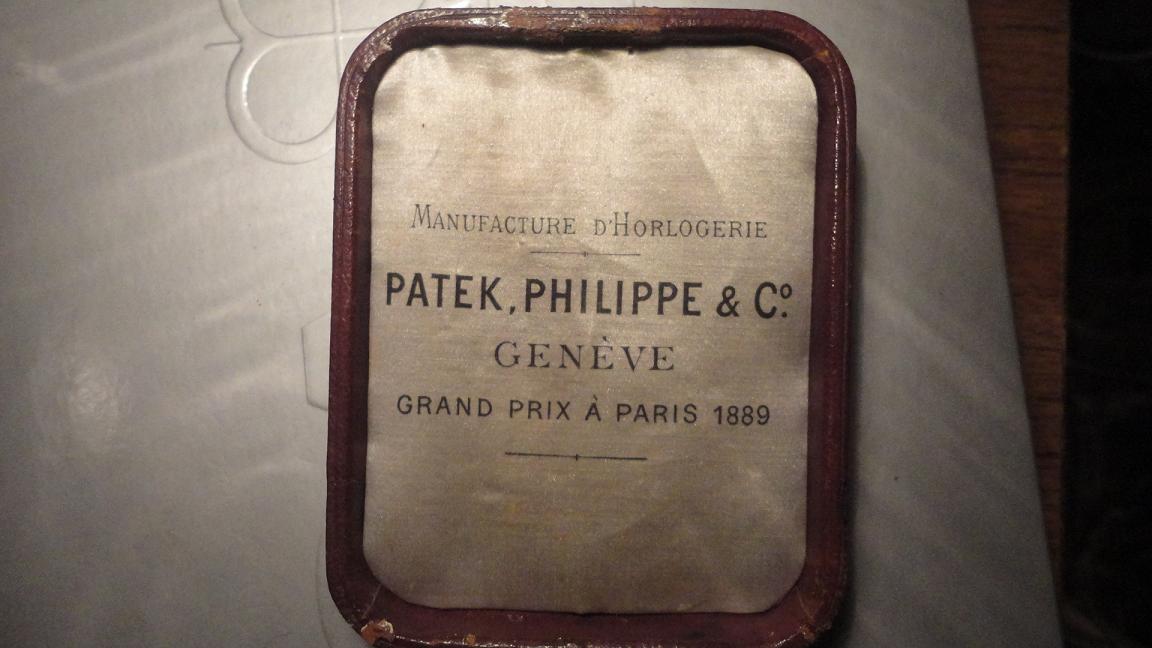 MANUFACTURE D'HORLOGERIE
PATEK, PHILIPPE & Cº.
GENÈVE
GRAND PRIX À PARIS 1889